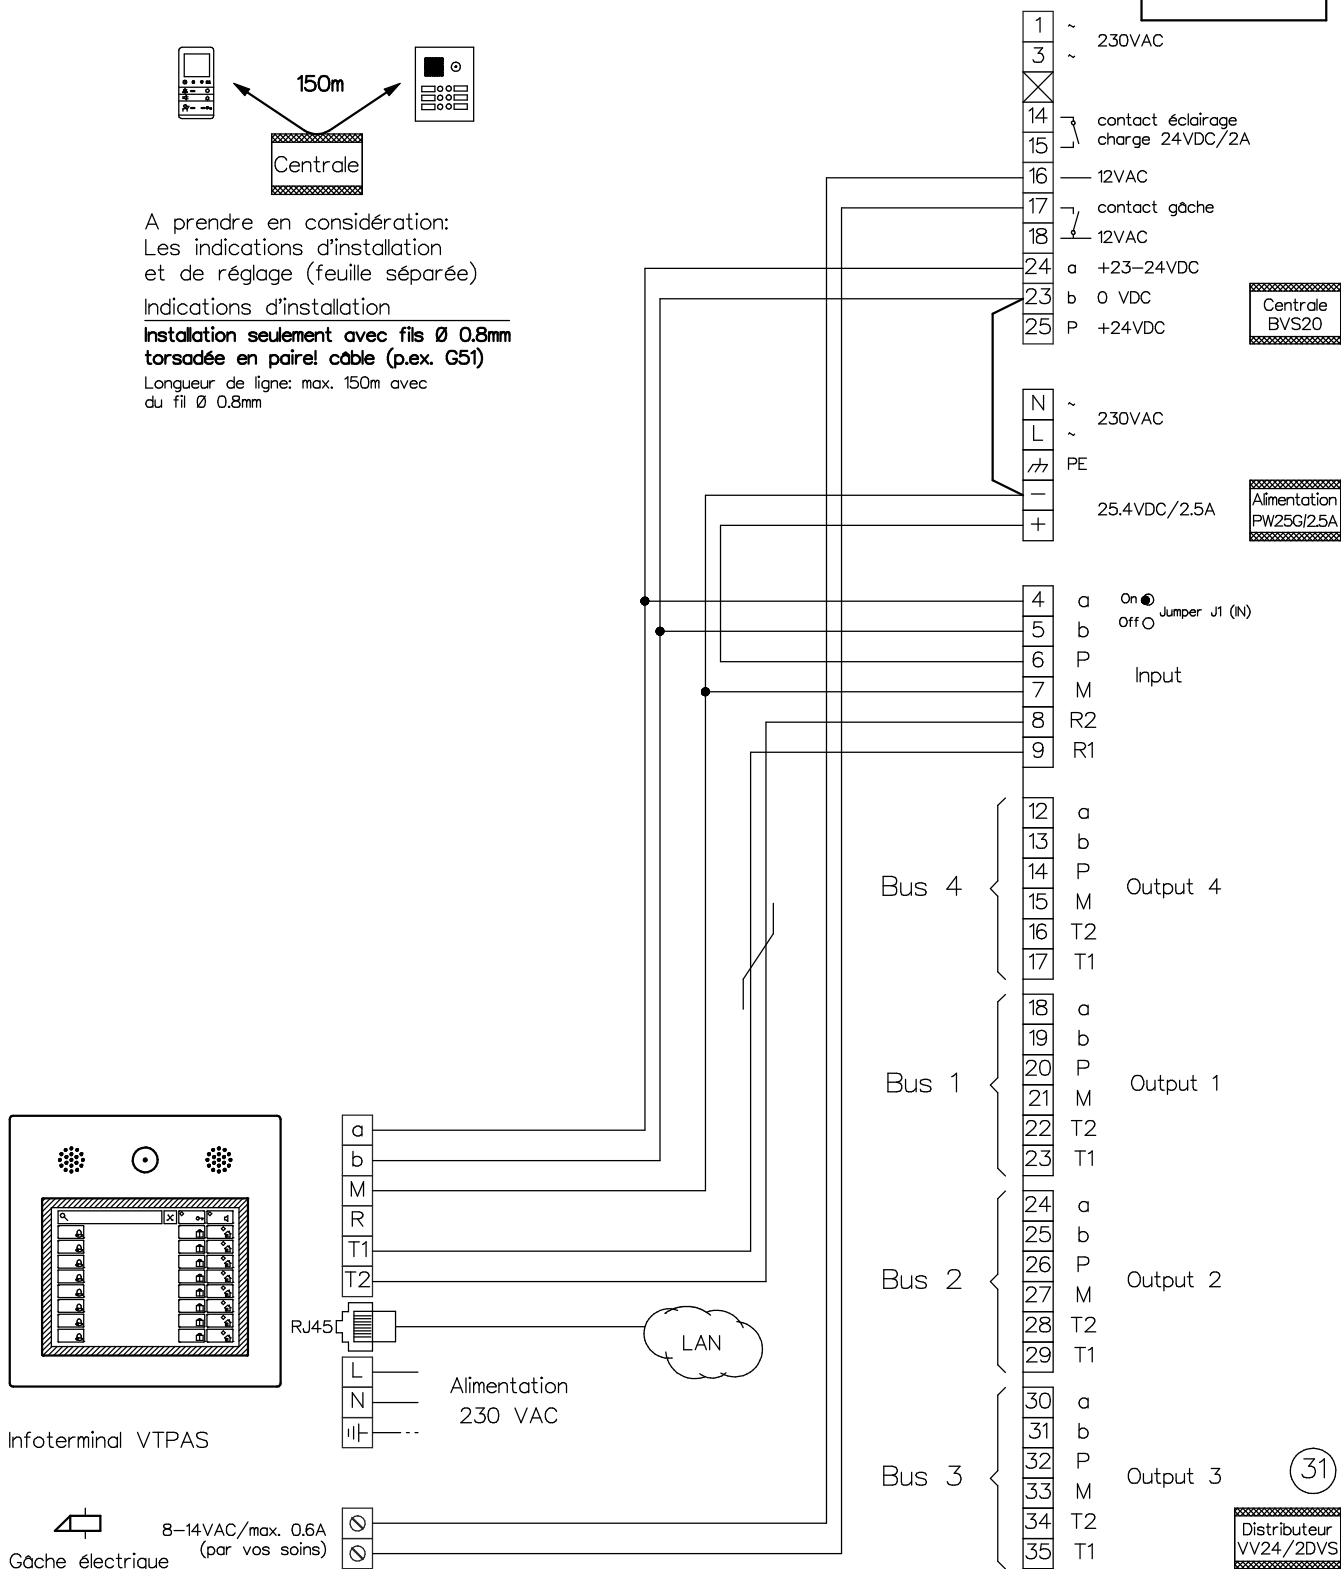 150m
Centrale
A prendre en considération:
Les indications d'installation
et de réglage (feuille séparée)
Indications d'installation
Installation seulement avec fils Ø 0.8mm
torsadée en paire! câble (p.ex. G51)
Longueur de ligne: max. 150m avec
du fil Ø 0.8mm
1 ~
230VAC
3 ~
14 contact éclairage
15 charge 24VDC/2A
16 12VAC
17 contact gâche
18 12VAC
24 a +23-24VDC
23 b 0 VDC
25 P +24VDC
Centrale
BVS20
N ~
230VAC
L ~
PE
−
25.4VDC/2.5A
+
Alimentation
PW25G/2.5A
4 a
5 b
6 P
7 M
8 R2
9 R1
On
Off
Jumper J1 (IN)
Input
12 a
13 b
14 P
15 M
16 T2
17 T1
Bus 4
Output 4
18 a
19 b
20 P
21 M
22 T2
23 T1
Bus 1
Output 1
24 a
25 b
26 P
27 M
28 T2
29 T1
Bus 2
Output 2
30 a
31 b
32 P
33 M
34 T2
35 T1
Bus 3
Output 3
31
Distributeur
VV24/2DVS
a
b
M
R
T1
T2
RJ45
LAN
L
N
Alimentation
230 VAC
X
Infoterminal VTPAS
8-14VAC/max. 0.6A
(par vos soins)
Gâche électrique